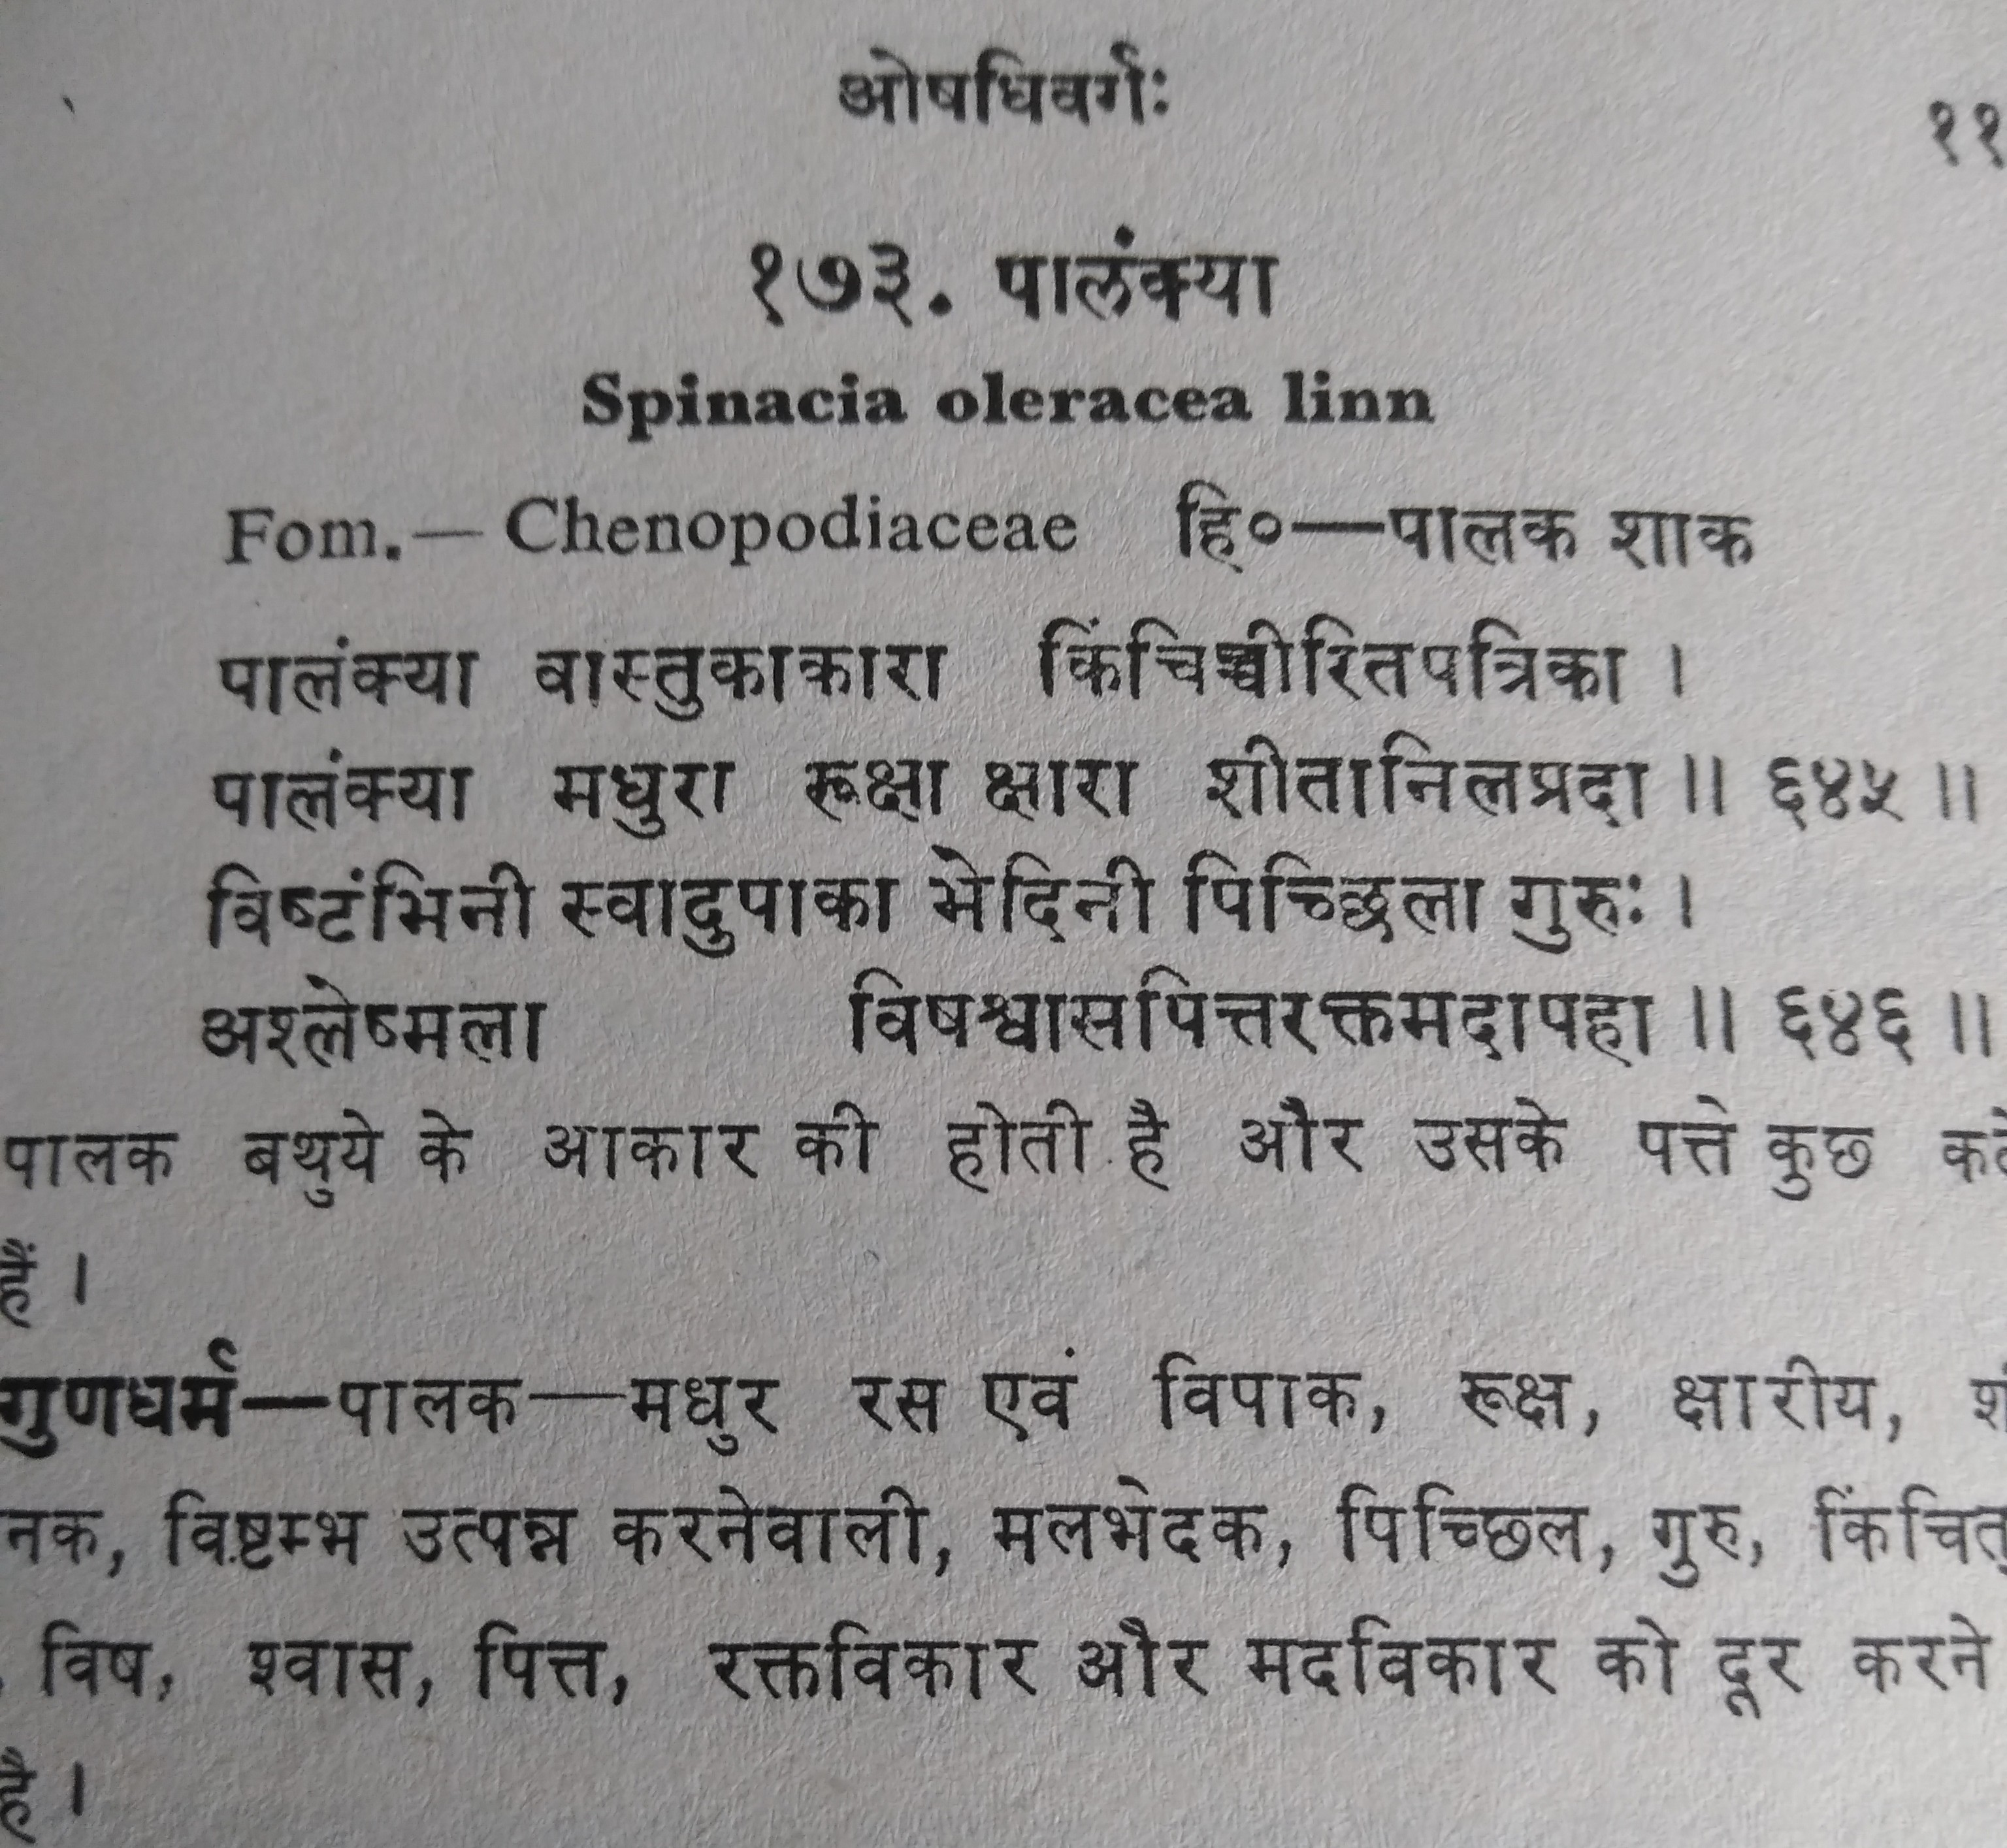 ओषधिवर्गः
११
१७३. पालंक्या
Spinacia oleracea linn
Fom.— Chenopodiaceae हि०—पालक शाक
पालंक्या वास्तुकाकारा किंचिच्चीरितपत्रिका ।
पालंक्या मधुरा रूक्षा क्षारा शीतानिलप्रदा ॥ ६४५ ॥
विष्टंभिनी स्वादुपाका भेदिनी पिच्छिला गुरुः ।
अश्लेष्मला विषश्वासपित्तरक्तमदापहा ॥ ६४६ ॥
पालक बथुये के आकार की होती है और उसके पत्ते कुछ
हैं ।
गुणधर्म—पालक—मधुर रस एवं विपाक, रूक्ष, क्षारीय,
नक, विष्टम्भ उत्पन्न करनेवाली, मलभेदक, पिच्छिल, गुरु, किंचित्
विष, श्वास, पित्त, रक्तविकार और मदविकार को दूर करने
है ।